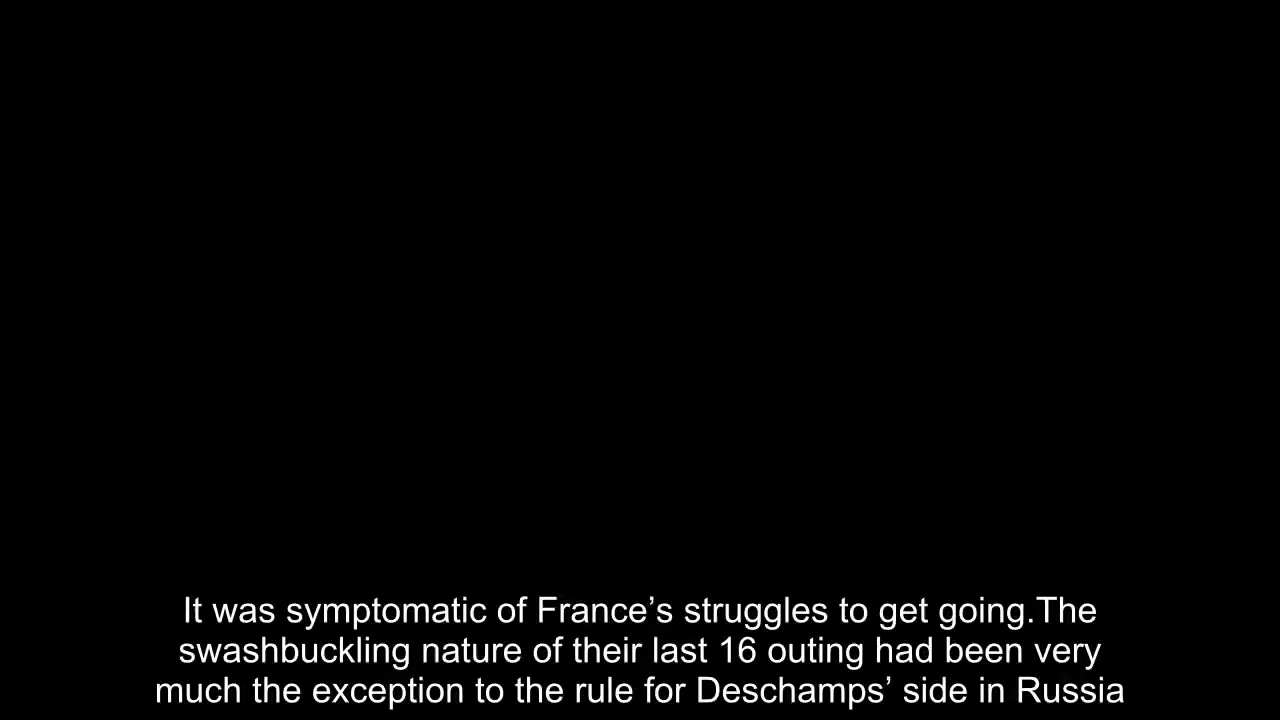 It was symptomatic of France’s struggles to get going.The
swashbuckling nature of their last 16 outing had been very
much the exception to the rule for Deschamps’ side in Russia